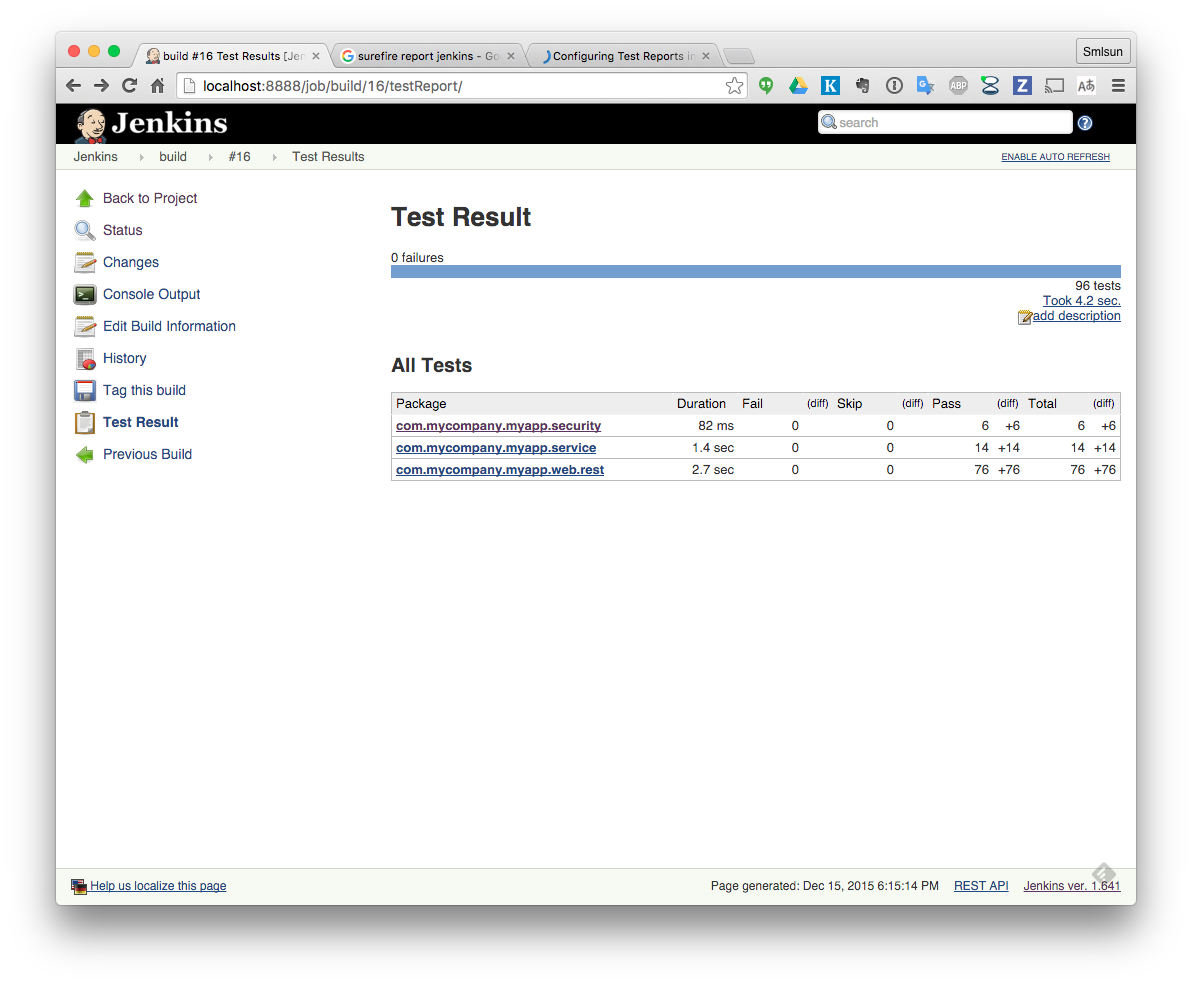 build #16 Test Results [Jen
surefire report jenkins - Go
Configuring Test Reports in
Smlsun
localhost:8888/job/build/16/testReport/
K
ABP
Z
Jenkins
search
?
Jenkins
build
#16
Test Results
ENABLE AUTO REFRESH
Back to Project
Status
Changes
Console Output
Edit Build Information
History
Tag this build
Test Result
Previous Build
Test Result
0 failures
96 tests
Took 4.2 sec.
add description
All Tests
Package Duration Fail (diff) Skip (diff) Pass (diff) Total (diff)
com.mycompany.myapp.security 82 ms 0 0 6 +6 6 +6
com.mycompany.myapp.service 1.4 sec 0 0 14 +14 14 +14
com.mycompany.myapp.web.rest 2.7 sec 0 0 76 +76 76 +76
Help us localize this page
Page generated: Dec 15, 2015 6:15:14 PM
REST API
Jenkins ver. 1.641